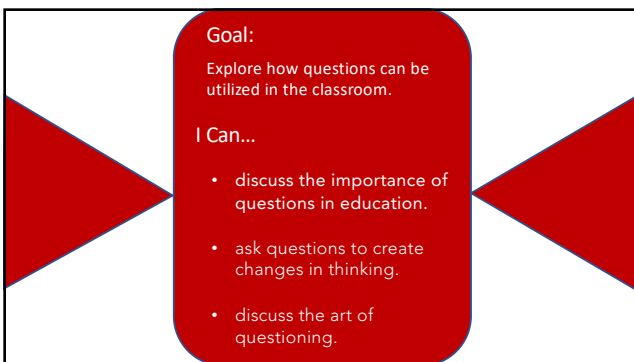 Goal:
Explore how questions can be
utilized in the classroom.
I Can...
• discuss the importance of
questions in education.
• ask questions to create
changes in thinking.
• discuss the art of
questioning.